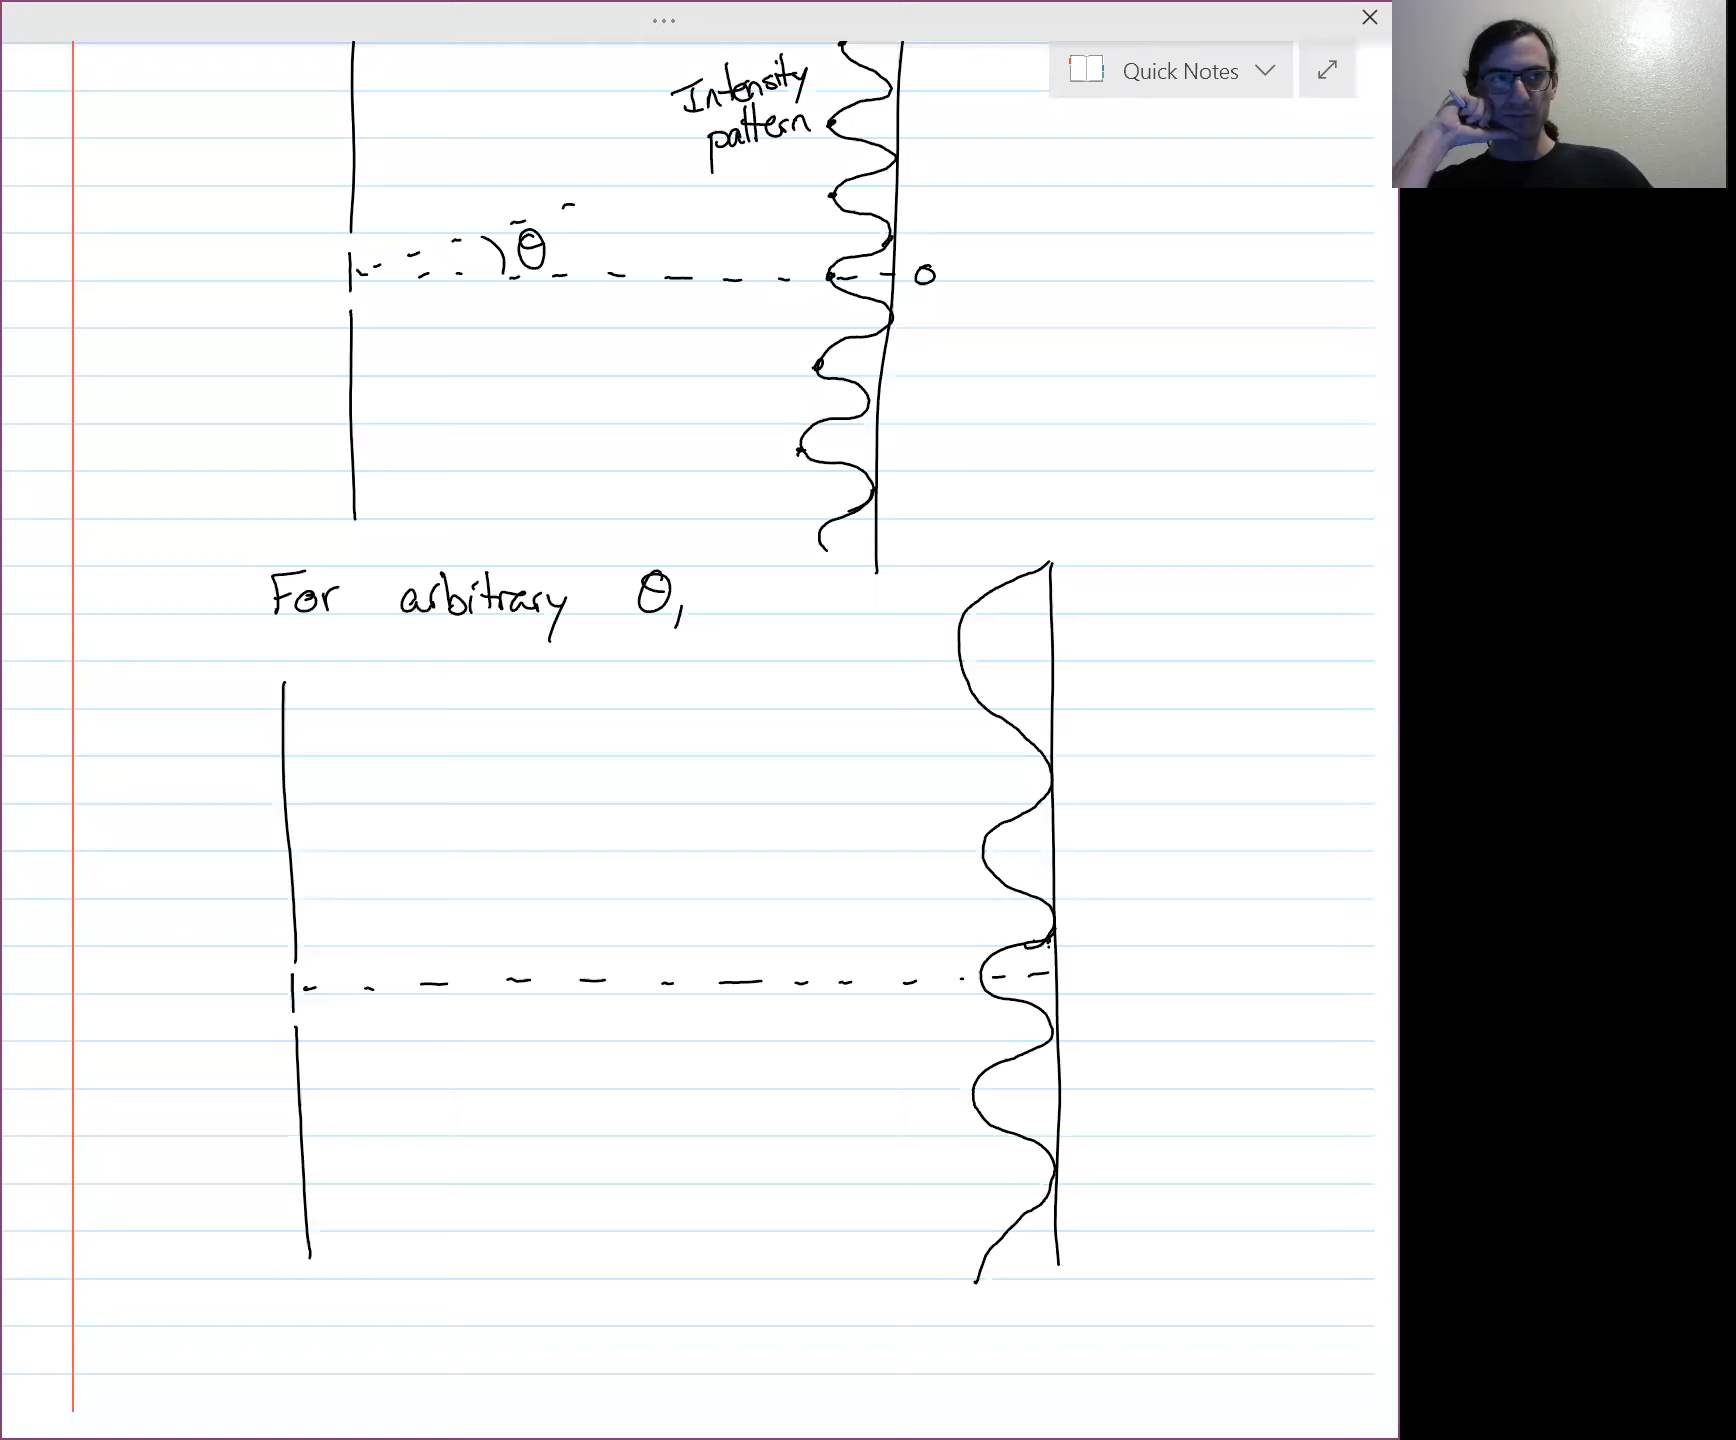 Quick Notes
Intensity
pattern
θ
0
For arbitrary θ,